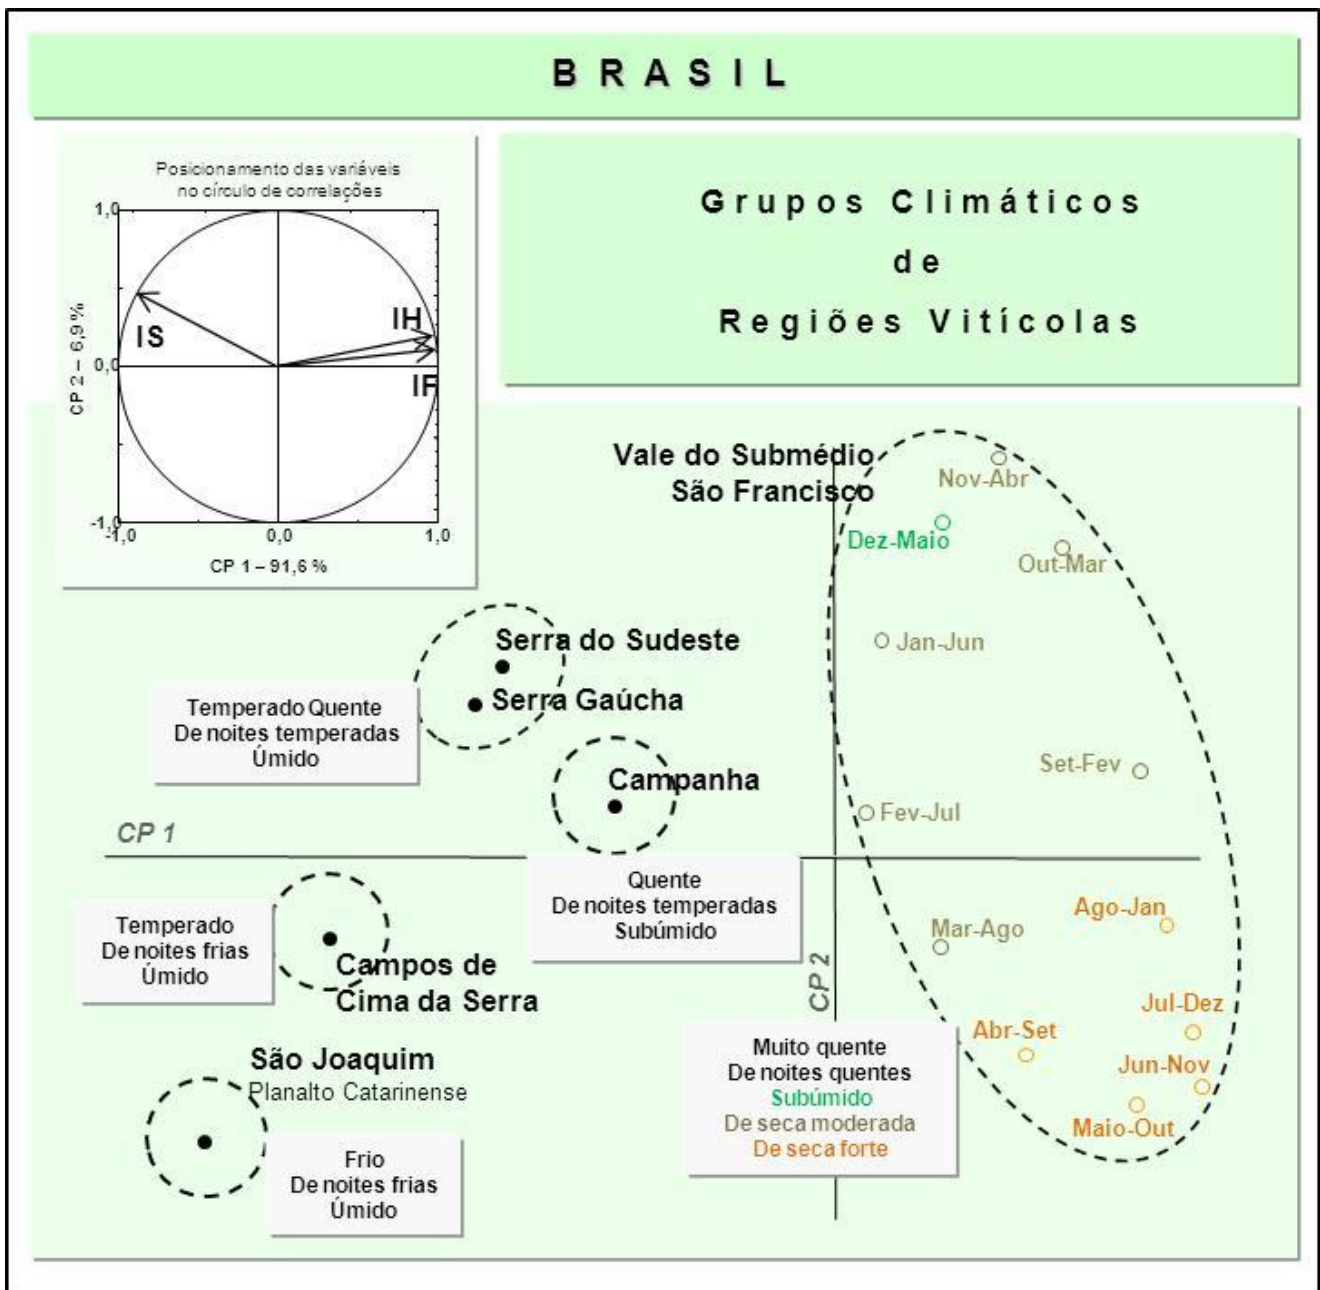 BRASIL
Posicionamento das variáveis
no círculo de correlações
1,0
0,0
-1,0
CP 2 – 6,9 %
IS
IH
IF
-1,0
0,0
1,0
CP 1 – 91,6 %
Grupos Climáticos
de
Regiões Vitícolas
Vale do Submédio
São Francisco
Nov-Abr
Dez-Maio
Out-Mar
Jan-Jun
Set-Fev
Fev-Jul
Serra do Sudeste
Serra Gaúcha
Temperado Quente
De noites temperadas
Úmido
Campanha
CP 1
Quente
De noites temperadas
Subúmido
Temperado
De noites frias
Úmido
Campos de
Cima da Serra
Ago-Jan
Mar-Ago
CP 2
Jul-Dez
Abr-Set
Jun-Nov
Maio-Out
São Joaquim
Planalto Catarinense
Muito quente
De noites quentes
Subúmido
De seca moderada
De seca forte
Frio
De noites frias
Úmido